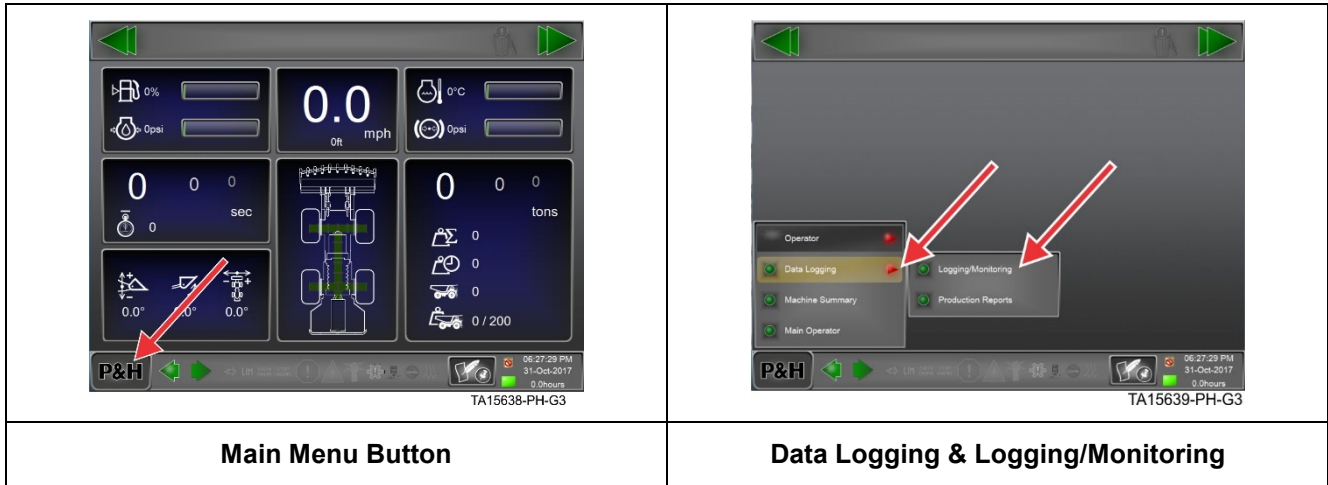 0%
0psi
0.0
0ft
mph
0°C
0psi
0
0
0
sec
0
0
0
0
tons
0
0
0
0 / 200
0.0°
0.0°
0.0°
P&H
LIM
06:27:29 PM
31-Oct-2017
0.0hours
TA15638-PH-G3
Operator
Data Logging
Logging/Monitoring
Machine Summary
Production Reports
Main Operator
P&H
LIM
06:27:29 PM
31-Oct-2017
0.0hours
TA15639-PH-G3
Main Menu Button
Data Logging & Logging/Monitoring